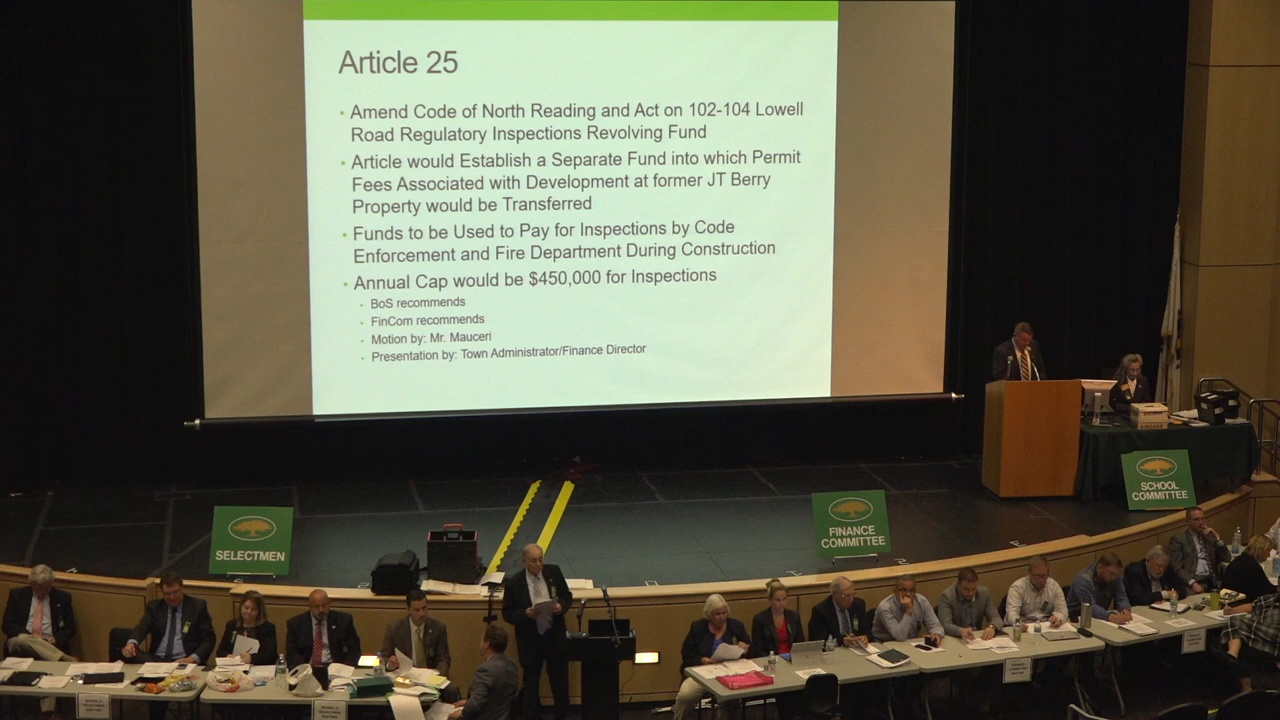 Article 25
Amend Code of North Reading and Act on 102-104 Lowell
Road Regulatory Inspections Revolving Fund
Article would Establish a Separate Fund into which Permit
Fees Associated with Development at former JT Berry
Property would be Transferred
Funds to be Used to Pay for Inspections by Code
Enforcement and Fire Department During Construction
Annual Cap would be $450,000 for Inspections
BoS recommends
FinCom recommends
Motion by: Mr. Mauceri
Presentation by: Town Administrator/Finance Director
SELECTMEN
FINANCE
COMMITTEE
SCHOOL
COMMITTEE